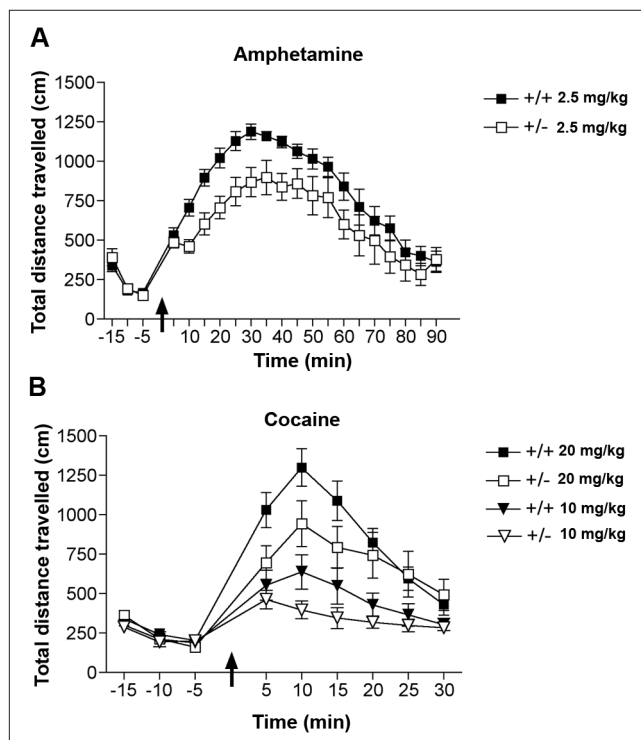 A
Amphetamine
Total distance travelled (cm)
1500
1250
1000
750
500
250
0
-15 -5 10 20 30 40 50 60 70 80 90
Time (min)
+/+ 2.5 mg/kg
+/- 2.5 mg/kg
B
Cocaine
Total distance travelled (cm)
1500
1250
1000
750
500
250
0
-15 -10 -5 5 10 15 20 25 30
Time (min)
+/+ 20 mg/kg
+/- 20 mg/kg
+/+ 10 mg/kg
+/- 10 mg/kg